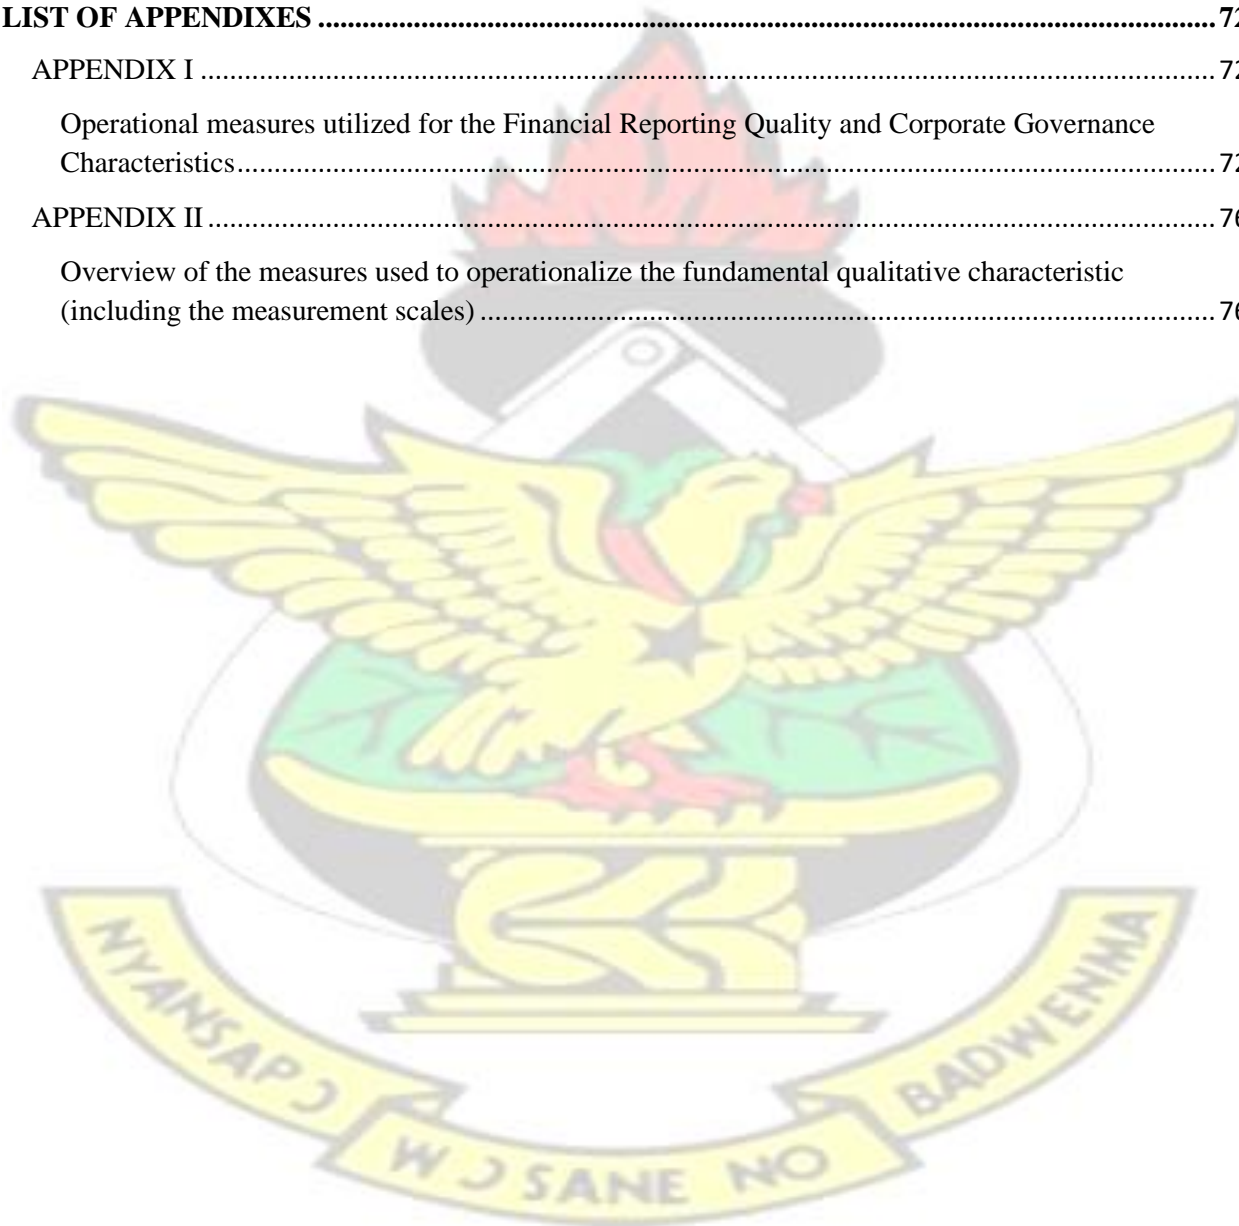 LIST OF APPENDIXES ........................................................................................................ 72
APPENDIX I ........................................................................................................ 72
Operational measures utilized for the Financial Reporting Quality and Corporate Governance
Characteristics ........................................................................................................ 72
APPENDIX II ........................................................................................................ 76
Overview of the measures used to operationalize the fundamental qualitative characteristic
(including the measurement scales) ........................................................................................................ 76
NYANSAPƆ
WƆSANE NO
BADWENMA